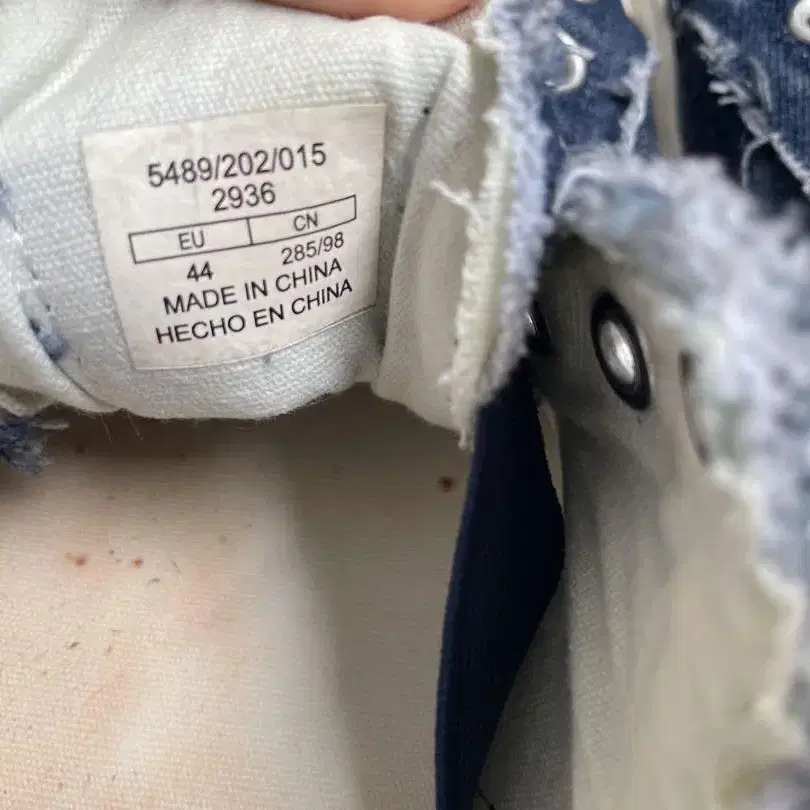 5489/202/015
2936
EU CN
44 285/98
MADE IN CHINA
HECHO EN CHINA